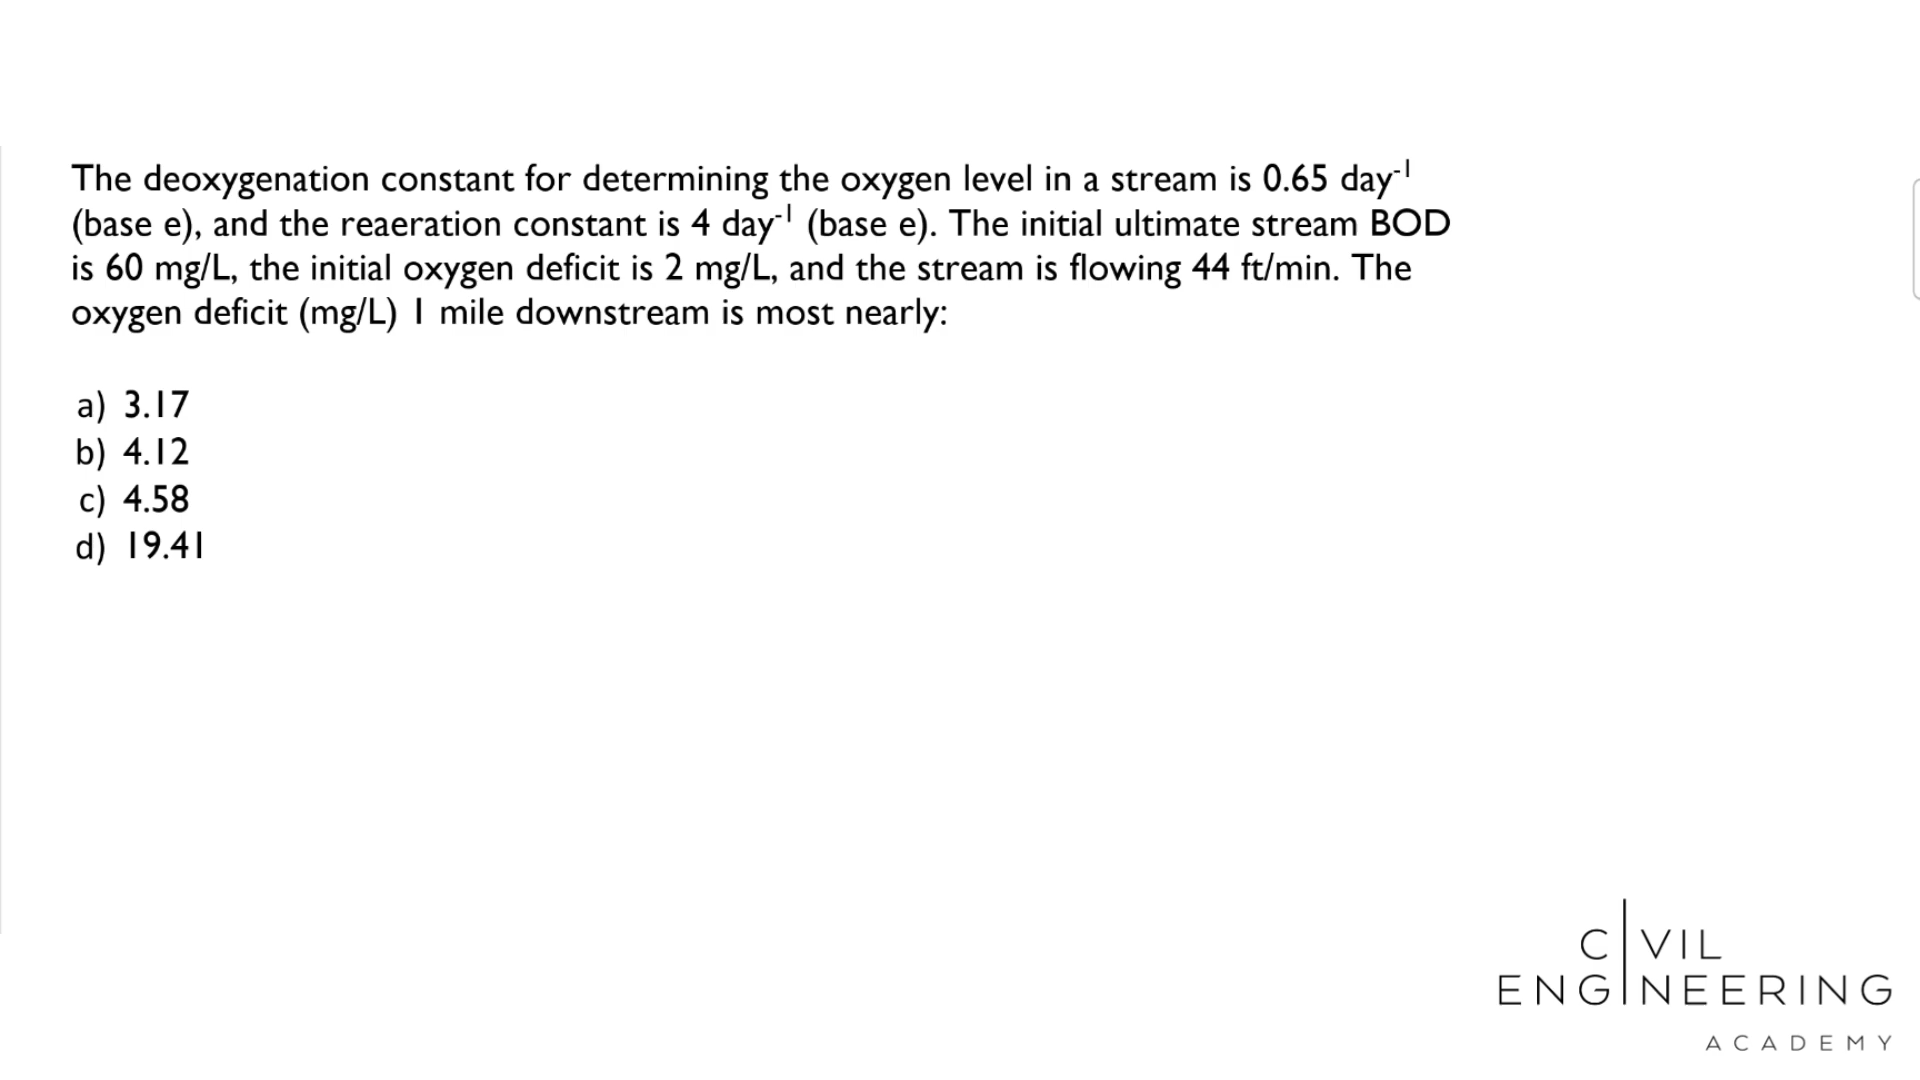 The deoxygenation constant for determining the oxygen level in a stream is 0.65 day⁻¹
(base e), and the reaeration constant is 4 day⁻¹ (base e). The initial ultimate stream BOD
is 60 mg/L, the initial oxygen deficit is 2 mg/L, and the stream is flowing 44 ft/min. The
oxygen deficit (mg/L) 1 mile downstream is most nearly:
a) 3.17
b) 4.12
c) 4.58
d) 19.41
CIVIL
ENGINEERING
ACADEMY